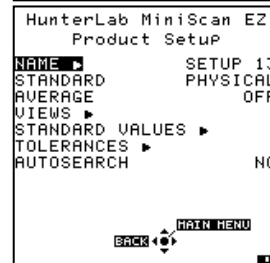 HunterLab MiniScan EZ
Product Setup
NAME ▶ SETUP 13
STANDARD PHYSICAL
AVERAGE OFF
VIEWS ▶
STANDARD VALUES ▶
TOLERANCES ▶
AUTOSEARCH NO
MAIN MENU
BACK